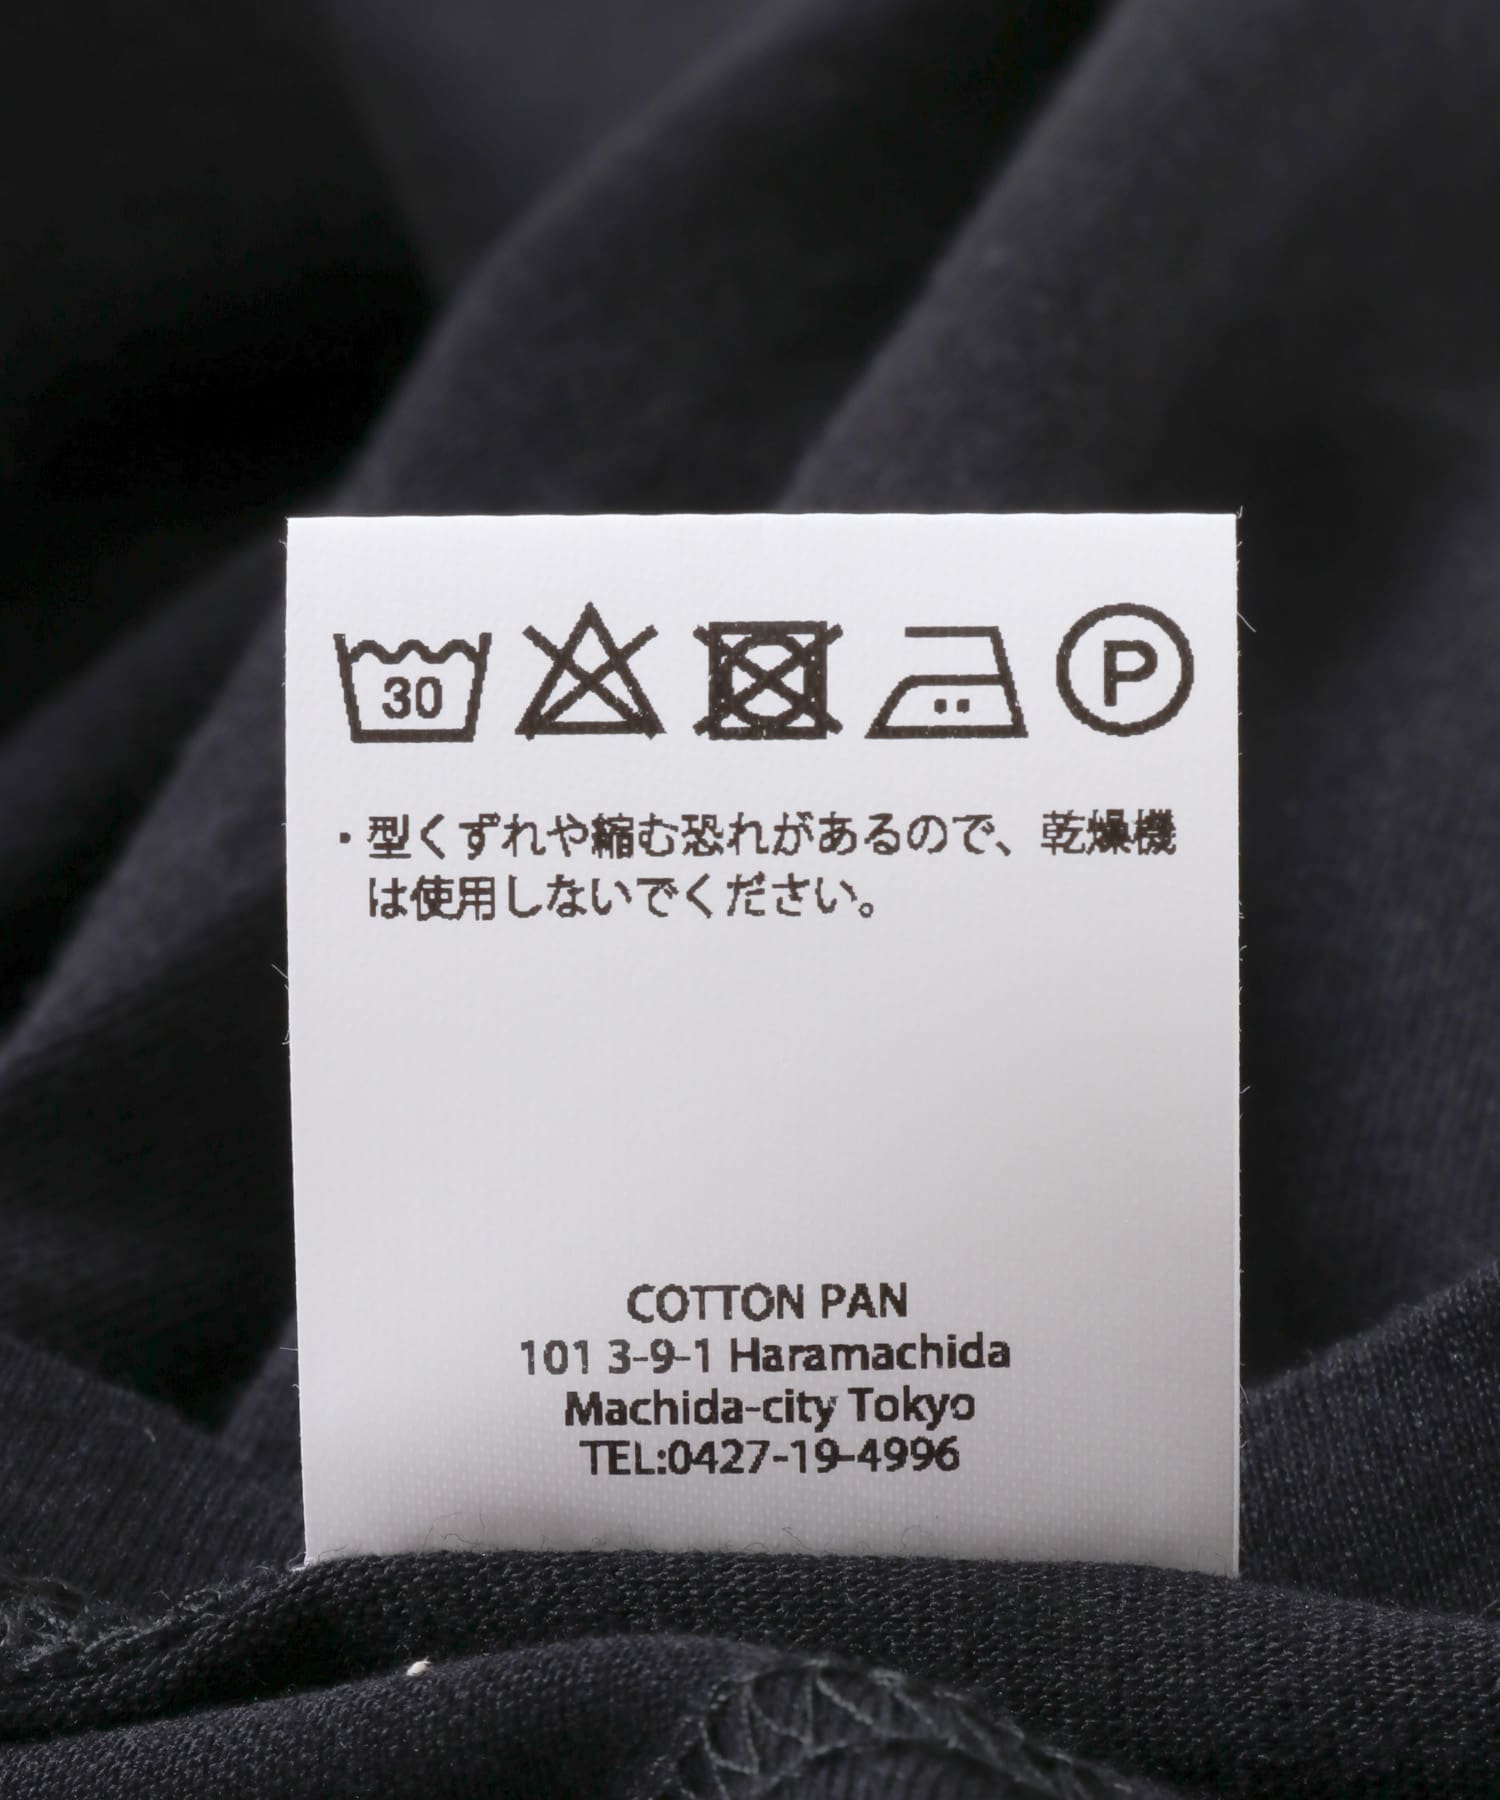 30 P
・型くずれや縮む恐れがあるので、乾燥機
は使用しないでください。
COTTON PAN
101 3-9-1 Haramachida
Machida-city Tokyo
TEL:0427-19-4996